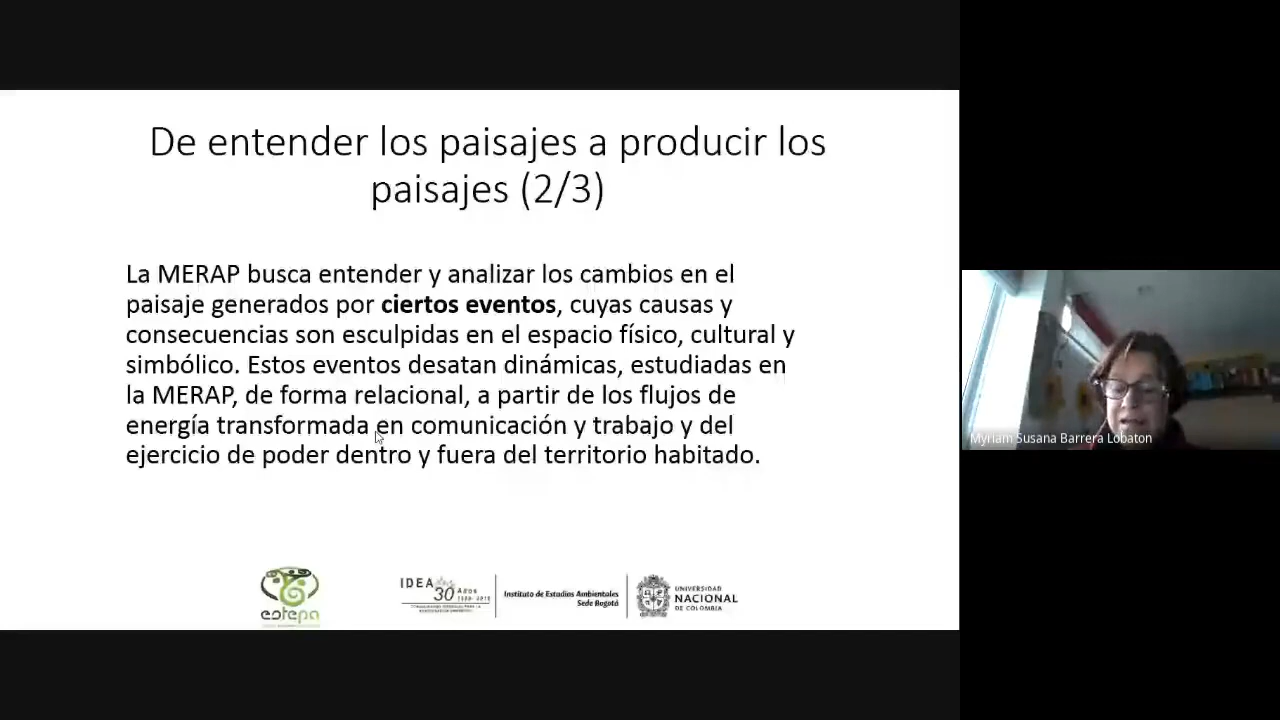 De entender los paisajes a producir los
paisajes (2/3)
La MERAP busca entender y analizar los cambios en el
paisaje generados por ciertos eventos, cuyas causas y
consecuencias son esculpidas en el espacio físico, cultural y
simbólico. Estos eventos desatan dinámicas, estudiadas en
la MERAP, de forma relacional, a partir de los flujos de
energía transformada en comunicación y trabajo y del
ejercicio de poder dentro y fuera del territorio habitado.
Myriam Susana Barrera Lobaton
estepa
IDEA
30 Años
Instituto de Estudios Ambientales
Sede Bogotá
UNIVERSIDAD
NACIONAL
DE COLOMBIA